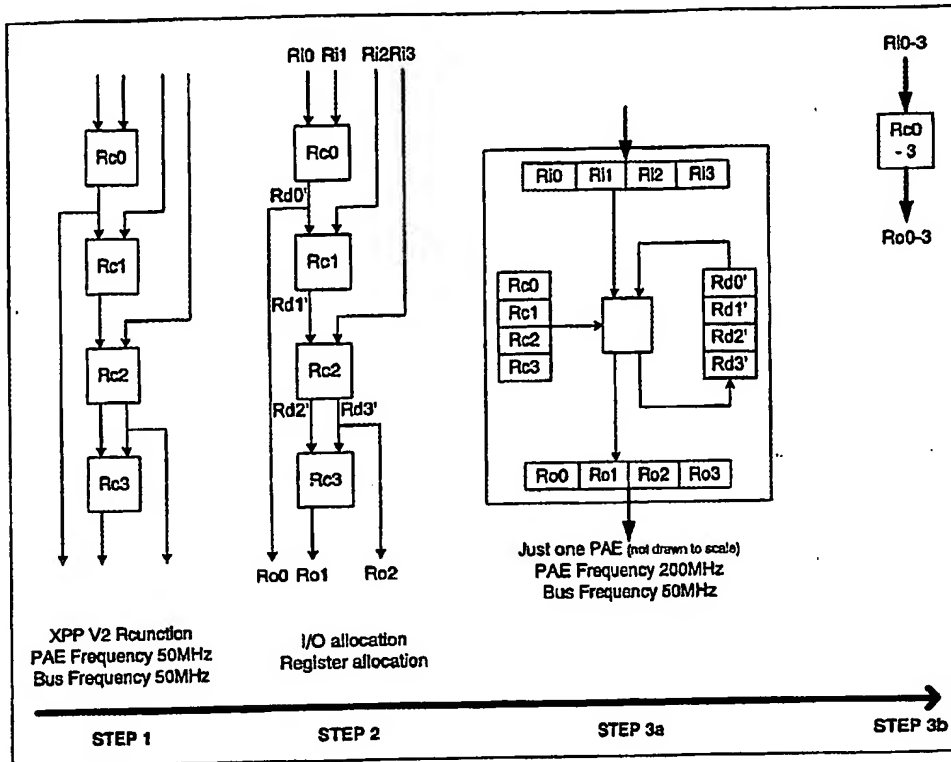 Rc0
Rc1
Rc2
Rc3
XPP V2 Rcunction
PAE Frequency 50MHz
Bus Frequency 50MHz
STEP 1
Ri0 Ri1 Ri2 Ri3
Rc0
Rd0'
Rc1
Rd1'
Rc2
Rd2' Rd3'
Rc3
Ro0 Ro1 Ro2
I/O allocation
Register allocation
STEP 2
Ri0 Ri1 Ri2 Ri3
Rc0
Rc1
Rc2
Rc3
Rd0'
Rd1'
Rd2'
Rd3'
Ro0 Ro1 Ro2 Ro3
Just one PAE (not drawn to scale)
PAE Frequency 200MHz
Bus Frequency 50MHz
STEP 3a
Ri0-3
Rc0
- 3
Ro0-3
STEP 3b